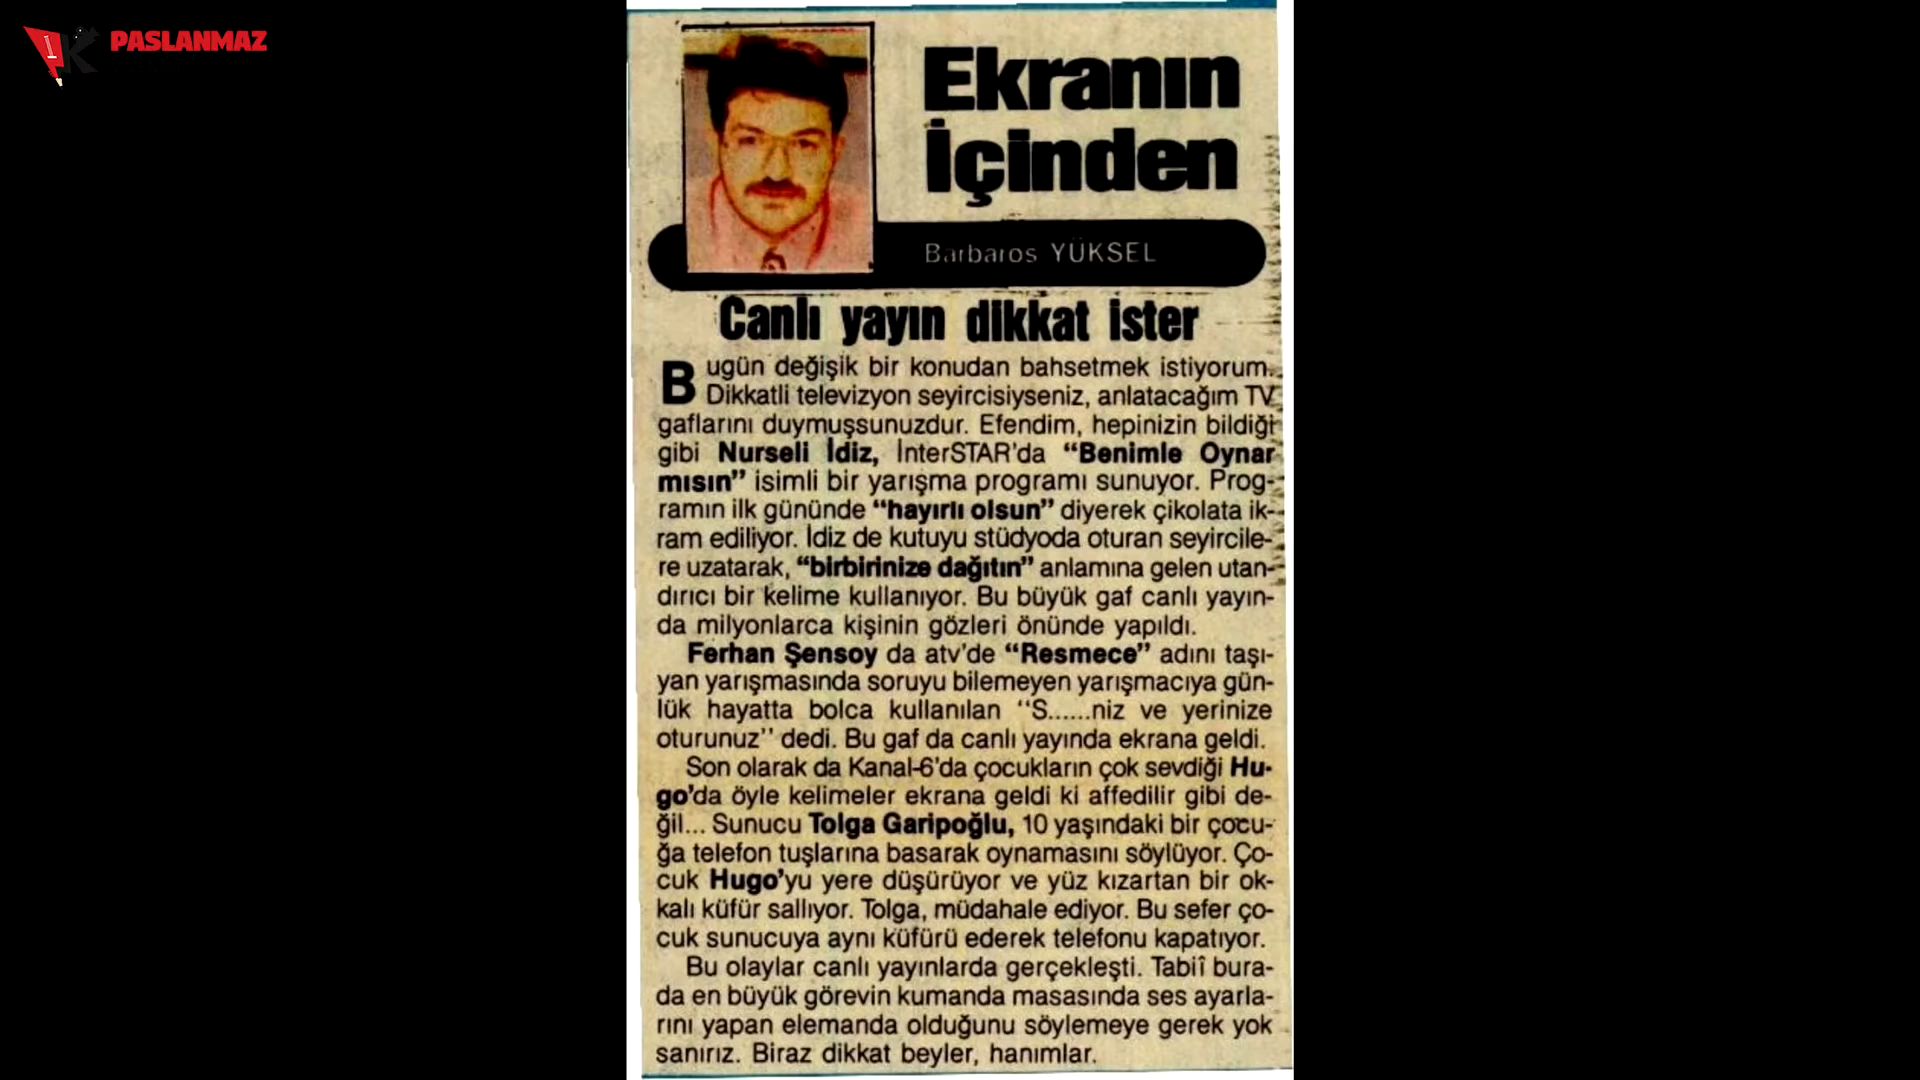 PASLANMAZ
Ekranın
İçinden
Barbaros YÜKSEL
Canlı yayın dikkat ister
Bugün değişik bir konudan bahsetmek istiyorum.
Dikkatli televizyon seyircisiyseniz, anlatacağım TV
gaflarını duymuşsunuzdur. Efendim, hepinizin bildiği
gibi Nurseli İdiz, InterSTAR'da “Benimle Oynar
mısın” isimli bir yarışma programı sunuyor. Prog-
ramın ilk gününde “hayırlı olsun” diyerek çikolata ik-
ram ediliyor. İdiz de kutuyu stüdyoda oturan seyircile-
re uzatarak, “birbirinize dağıtın” anlamına gelen utan-
dırıcı bir kelime kullanıyor. Bu büyük gaf canlı yayın-
da milyonlarca kişinin gözleri önünde yapıldı.
Ferhan Şensoy da atv'de “Resmece” adını taşı-
yan yarışmasında soruyu bilemeyen yarışmacıya gün-
lük hayatta bolca kullanılan “S......niz ve yerinize
oturunuz” dedi. Bu gaf da canlı yayında ekrana geldi.
Son olarak da Kanal-6'da çocukların çok sevdiği Hu-
go'da öyle kelimeler ekrana geldi ki affedilir gibi de-
ğil... Sunucu Tolga Garipoğlu, 10 yaşındaki bir çocu-
ğa telefon tuşlarına basarak oynamasını söylüyor. Ço-
cuk Hugo'yu yere düşürüyor ve yüz kızartan bir ok-
kalı küfür sallıyor. Tolga, müdahale ediyor. Bu sefer ço-
cuk sunucuya aynı küfürü ederek telefonu kapatıyor.
Bu olaylar canlı yayınlarda gerçekleşti. Tabiî bura-
da en büyük görevin kumanda masasında ses ayarla-
rını yapan elemanda olduğunu söylemeye gerek yok
sanırız. Biraz dikkat beyler, hanımlar.